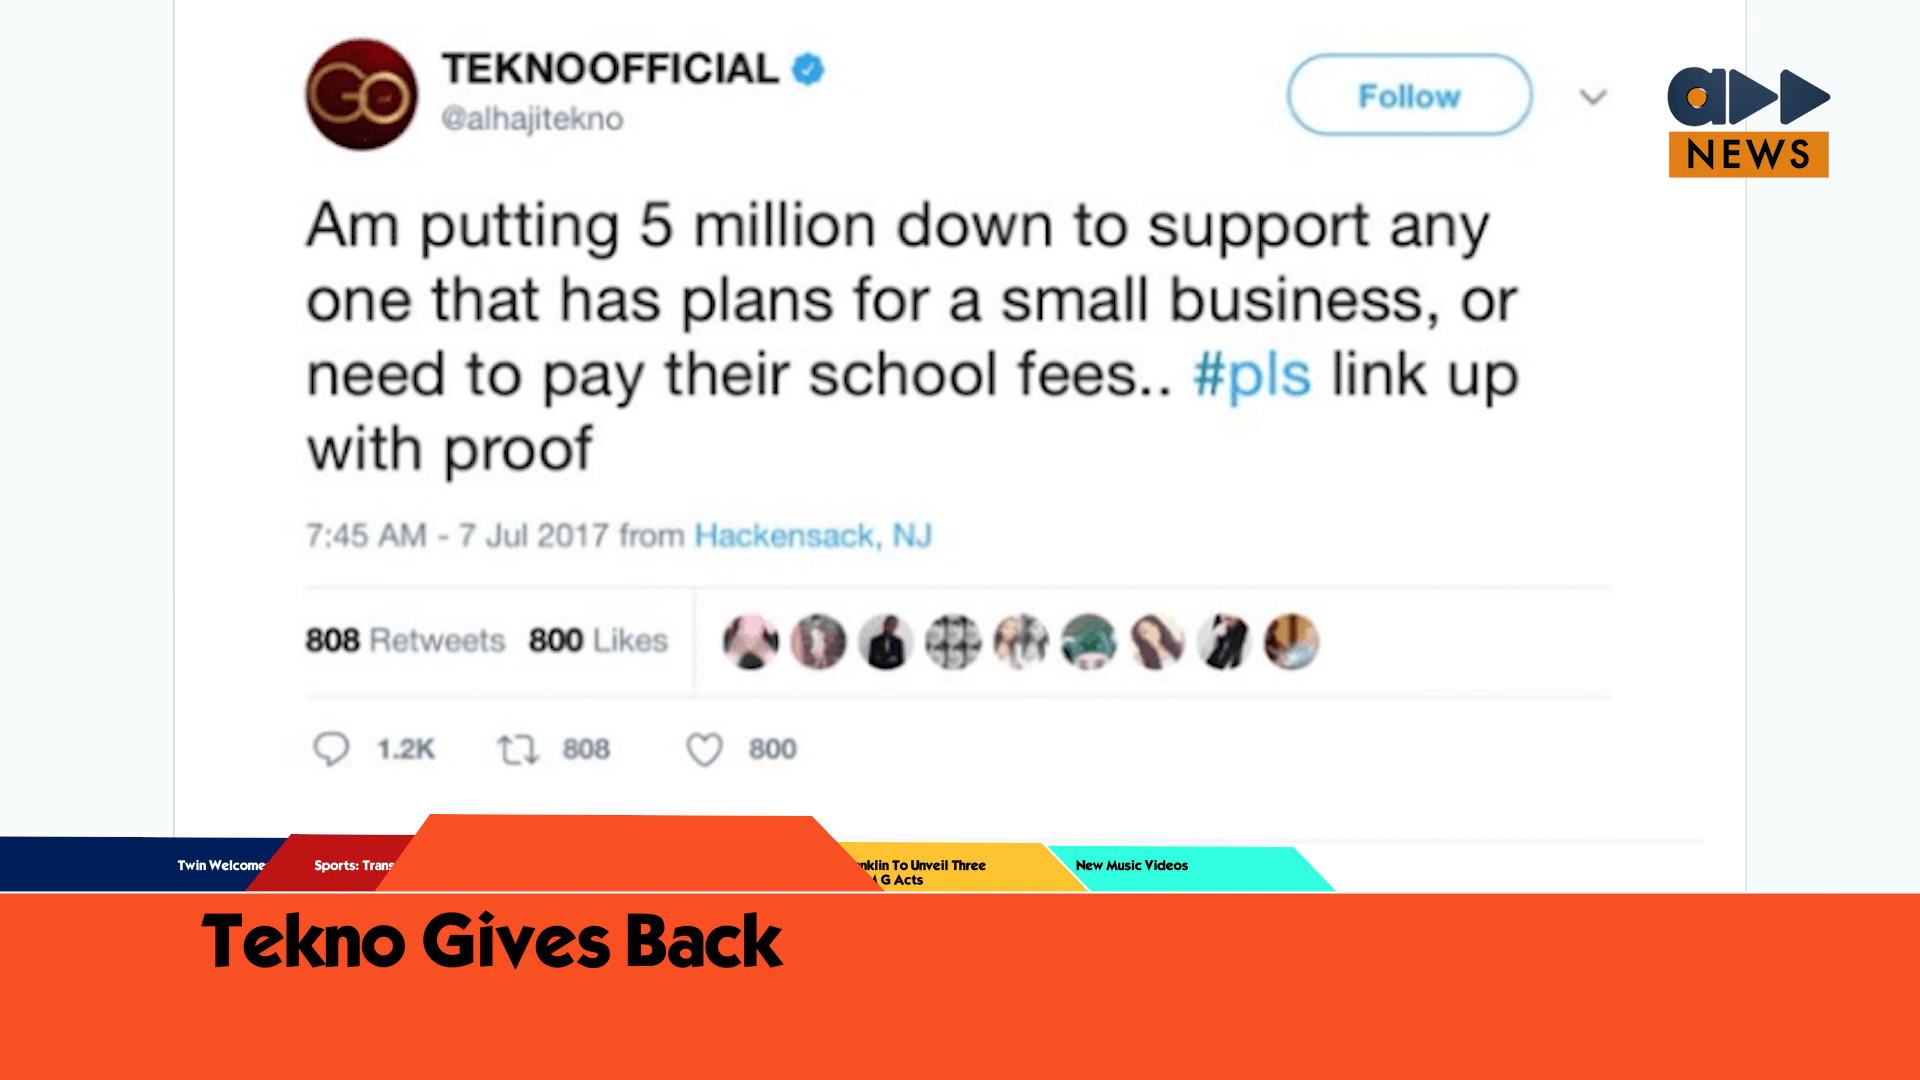 TEKNOOFFICIAL
@alhajitekno
Follow
NEWS
Am putting 5 million down to support any
one that has plans for a small business, or
need to pay their school fees.. #pls link up
with proof
7:45 AM - 7 Jul 2017 from Hackensack, NJ
808 Retweets 800 Likes
1.2K 808 800
Twin Welcome
Sports:
To Unveil Three
G Acts
New Music Videos
Tekno Gives Back